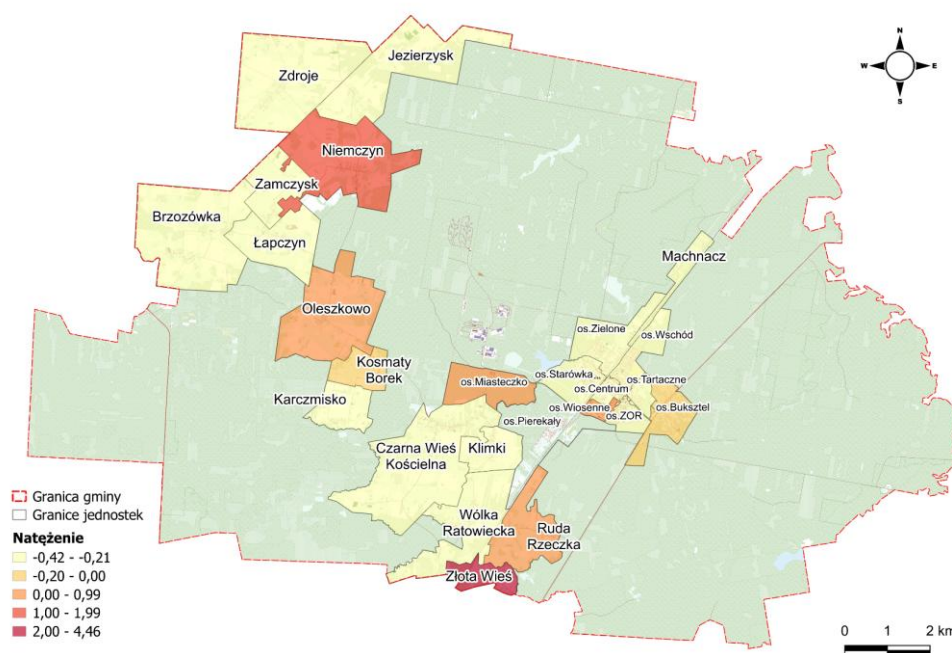 N
W E
S
Jezierzysk
Zdroje
Niemczyn
Zamczysk
Brzozówka
Łapczyn
Machnacz
Oleszkowo
os.Zielone
os.Wschód
Kosmaty
Borek
os.Starówka
os.Miasteczko
os.Tartaczne
os.Centrum
Karczmisko
os.Wiosenne
os.Buksztel
os.ZOR
os.Pierekały
Czarna Wieś
Kościelna
Klimki
Wólka
Ratowiecka
Ruda
Rzeczka
Złota Wieś
Granica gminy
Granice jednostek
Natężenie
-0,42 - -0,21
-0,20 - 0,00
0,00 - 0,99
1,00 - 1,99
2,00 - 4,46
0 1 2 km